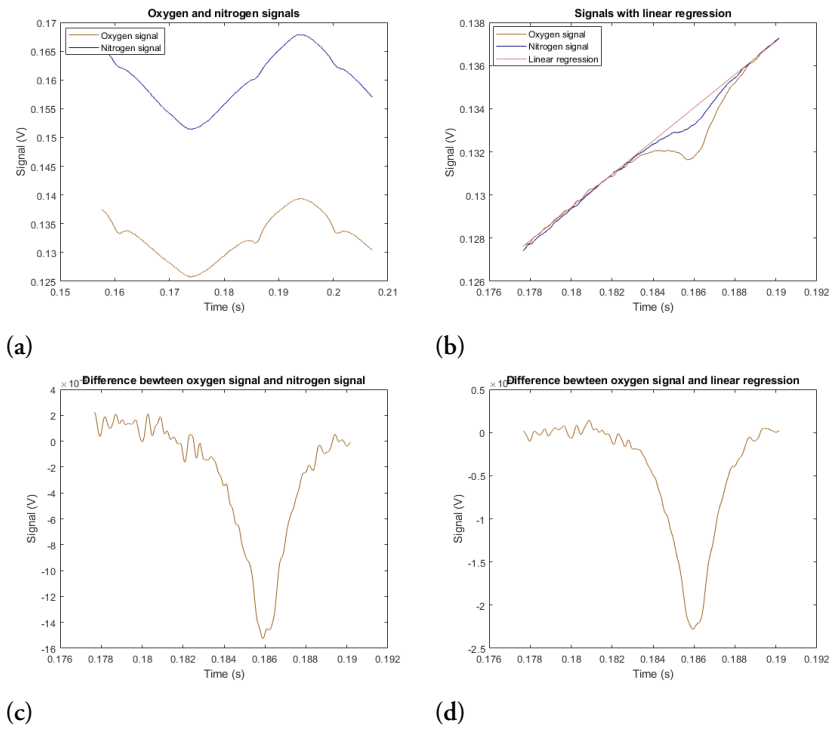 Oxygen and nitrogen signals
Oxygen signal
Nitrogen signal
0.17
0.165
0.16
0.155
0.15
0.145
0.14
0.135
0.13
0.125
Signal (V)
0.15 0.16 0.17 0.18 0.19 0.2 0.21
Time (s)
(a)
Signals with linear regression
Oxygen signal
Nitrogen signal
Linear regression
0.138
0.136
0.134
0.132
0.13
0.128
0.126
Signal (V)
0.176 0.178 0.18 0.182 0.184 0.186 0.188 0.19 0.192
Time (s)
(b)
Difference bewteen oxygen signal and nitrogen signal
4
2
0
-2
-4
-6
-8
-10
-12
-14
-16
Signal (V)
0.176 0.178 0.18 0.182 0.184 0.186 0.188 0.19 0.192
Time (s)
(c)
Difference bewteen oxygen signal and linear regression
0.5
0
-0.5
-1
-1.5
-2
-2.5
Signal (V)
0.176 0.178 0.18 0.182 0.184 0.186 0.188 0.19 0.192
Time (s)
(d)